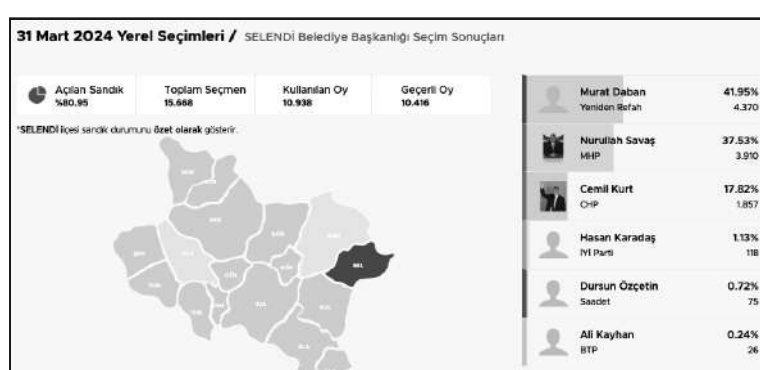 31 Mart 2024 Yerel Seçimleri / SELENDİ Belediye Başkanlığı Seçim Sonuçları
Açılan Sandık
%80.95
Toplam Seçmen
15.668
Kullanılan Oy
10.938
Geçerli Oy
10.416
*SELENDİ ilçesi sandık durumunu özet olarak gösterir.
Murat Daban 41.95%
Yeniden Refah 4.370
Nurullah Savaş 37.53%
MHP 3.910
Cemil Kurt 17.82%
CHP 1.857
Hasan Karadaş 1.13%
İYİ Parti 118
Dursun Özçetin 0.72%
Saadet 75
Ali Kayhan 0.24%
BTP 26
SEL